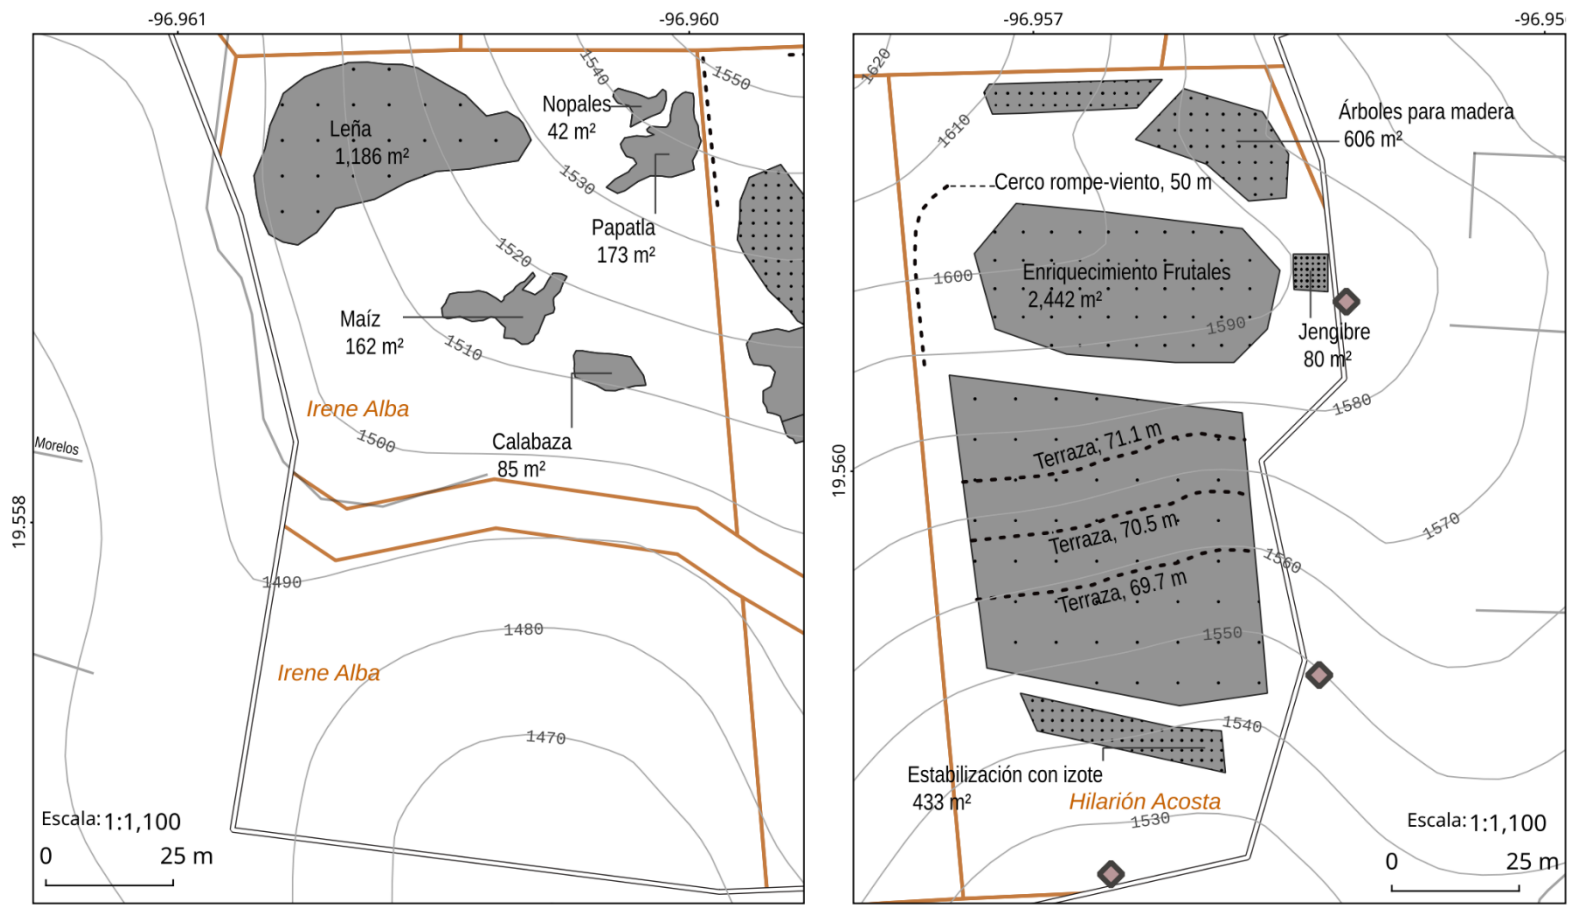 -96.961
-96.960
1540
1550
Nopales
42 m²
Leña
1,186 m²
1530
Papatla
173 m²
1520
Maíz
162 m²
1510
Irene Alba
1500
Calabaza
85 m²
Morelos
19.558
1490
1480
Irene Alba
1470
Escala: 1:1,100
0 25 m
-96.957
-96.95
1620
1610
Árboles para madera
606 m²
Cerco rompe-viento, 50 m
1600
Enriquecimiento Frutales
2,442 m²
1590
Jengibre
80 m²
1580
Terraza, 71.1 m
19.560
Terraza, 70.5 m
1570
1560
Terraza, 69.7 m
1550
1540
Estabilización con izote
433 m²
Hilarión Acosta
1530
Escala: 1:1,100
0 25 m